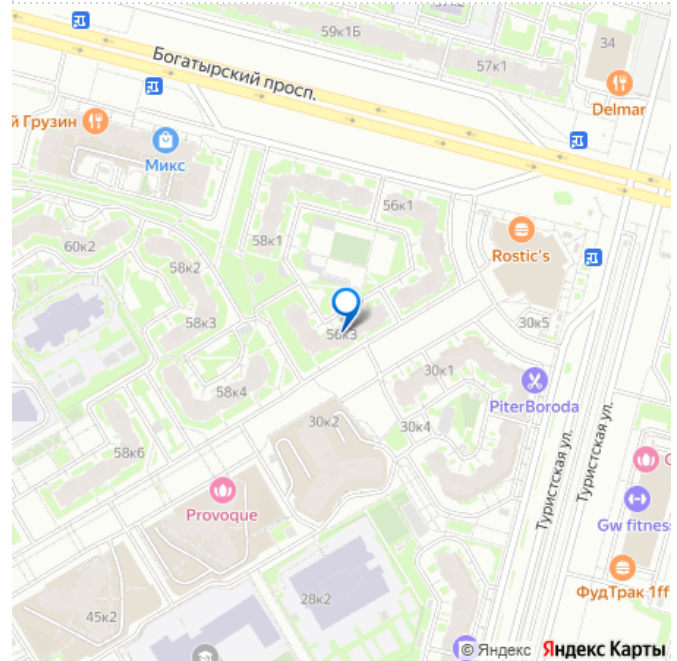 59к1Б
57к1
34
Богатырский просп.
Delmar
й Грузин
Микс
56к1
58к1
Rostic's
60к2
58к2
58к3
56к3
30к5
58к4
30к1
PiterBoroda
30к2
30к4
58к6
Provoque
Туристская ул.
Туристская ул.
Gw fitness
ФудТрак 1ff
28к2
45к2
© Яндекс Яндекс Карты